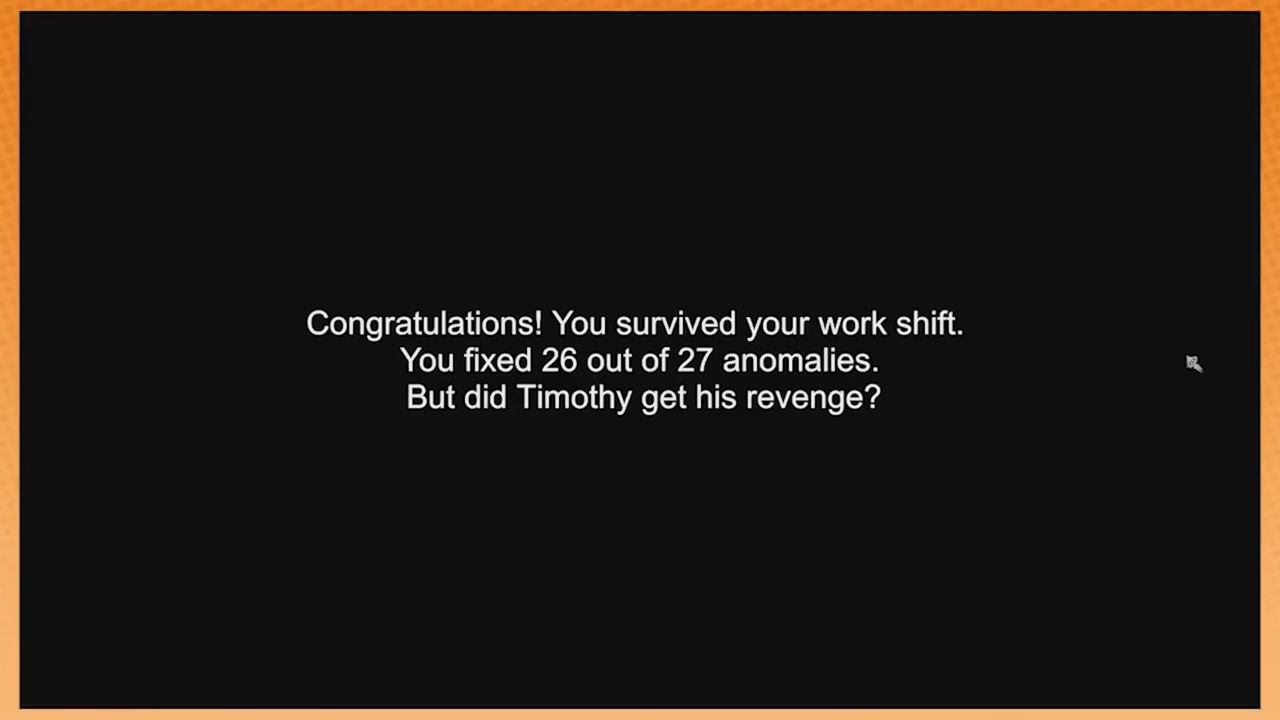 Congratulations! You survived your work shift.
You fixed 26 out of 27 anomalies.
But did Timothy get his revenge?